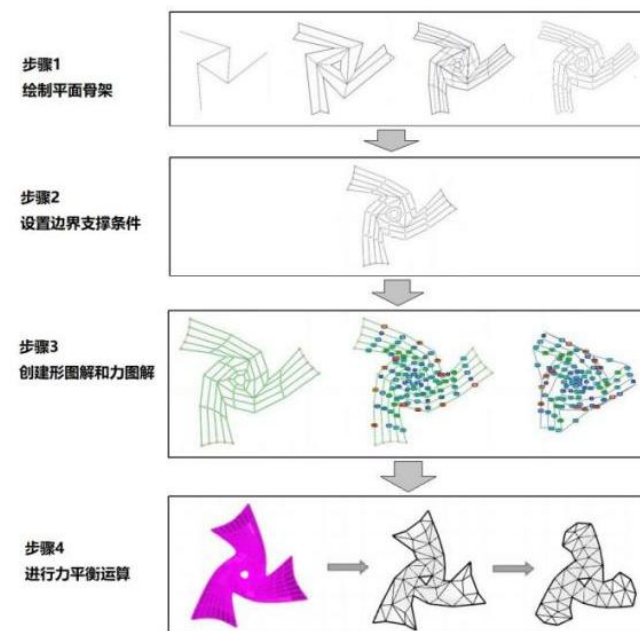 步骤1
绘制平面骨架
步骤2
设置边界支撑条件
步骤3
创建形图解和力图解
步骤4
进行力平衡运算